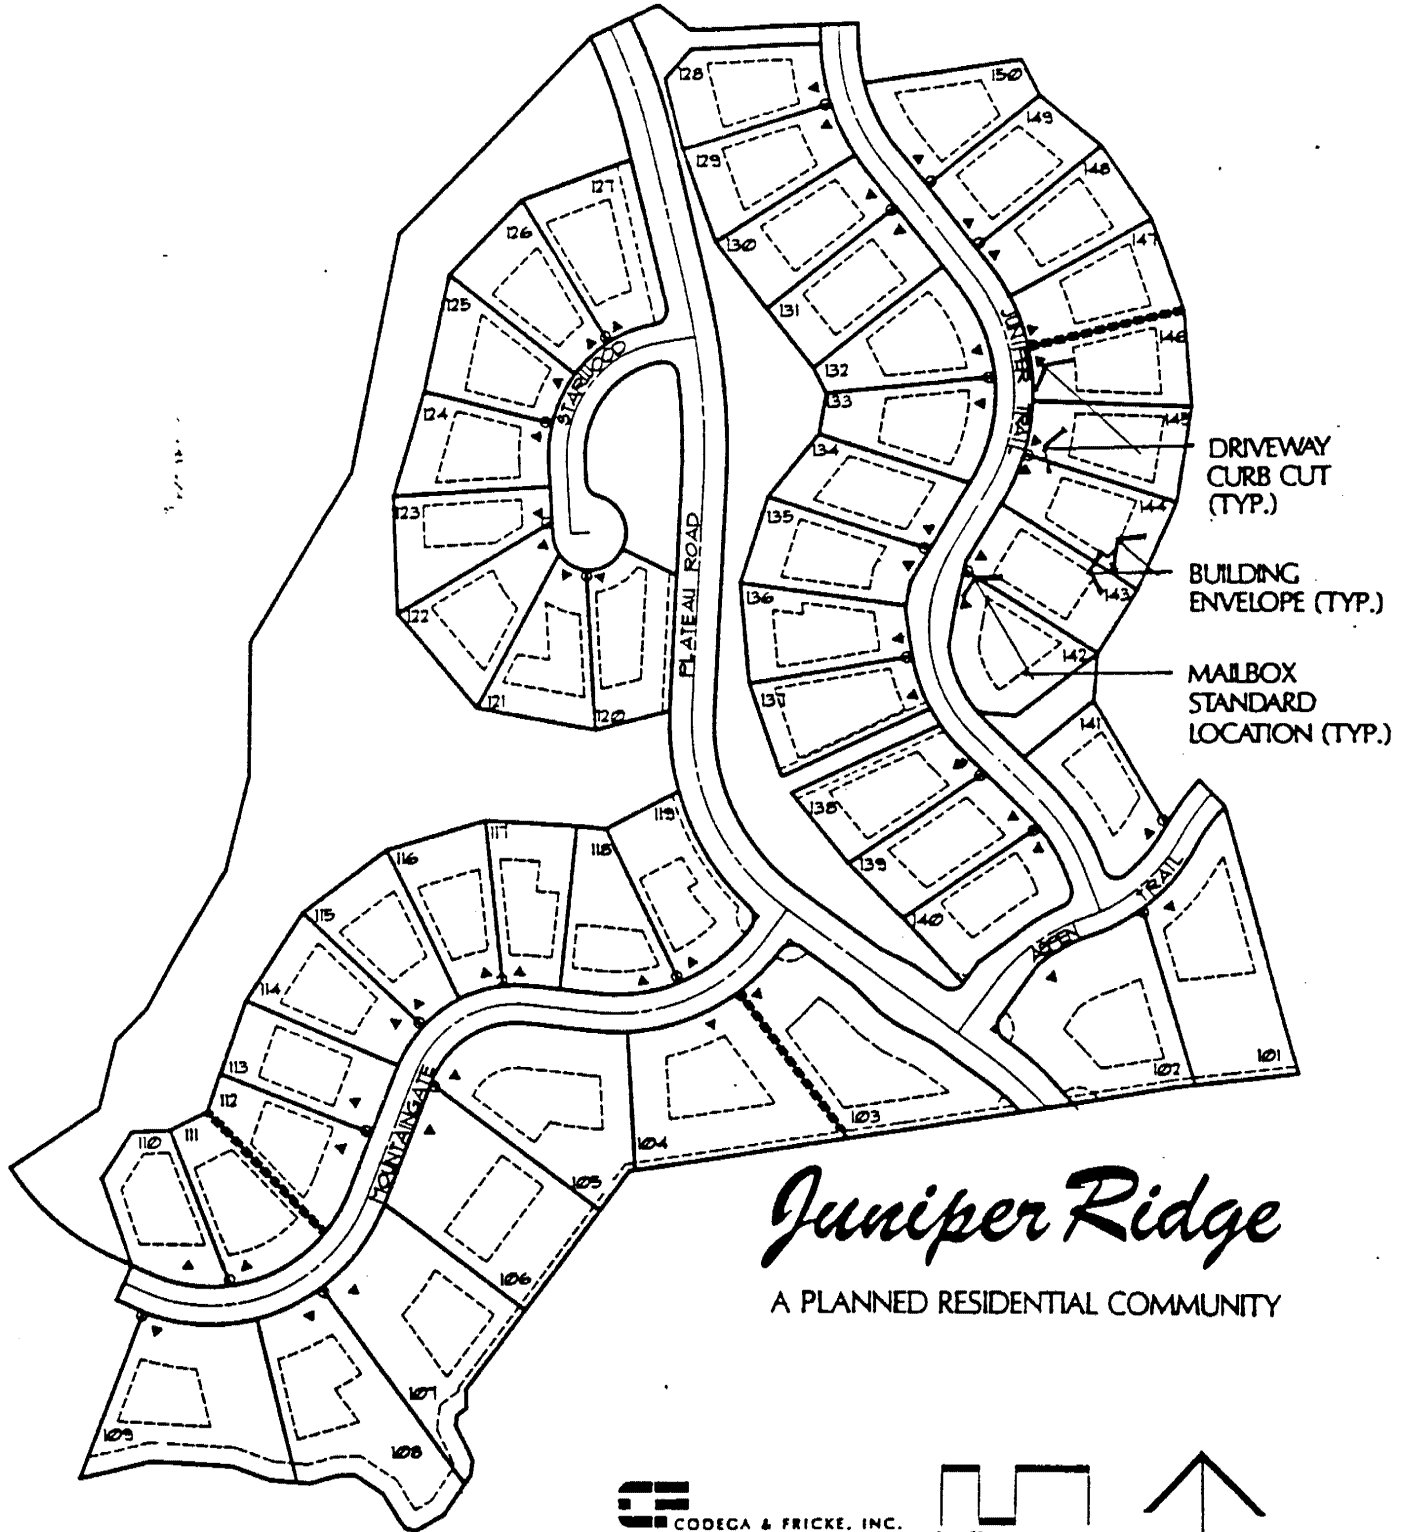 128
150
149
129
148
127
147
126
130
125
131
JUNIPER TRAIL
146
STARWOOD
132
133
124
145
134
DRIVEWAY
CURB CUT
(TYP.)
144
135
123
PLATEAU ROAD
BUILDING
ENVELOPE (TYP.)
136
143
122
142
MAILBOX
STANDARD
LOCATION (TYP.)
137
121
120
141
138
119
117
118
116
139
TRAIL
115
140
ASPEN
114
113
101
102
112
103
MOUNTAINGATE
111
110
104
105
Juniper Ridge
106
A PLANNED RESIDENTIAL COMMUNITY
107
109
108
CODEGA & FRICKE, INC.